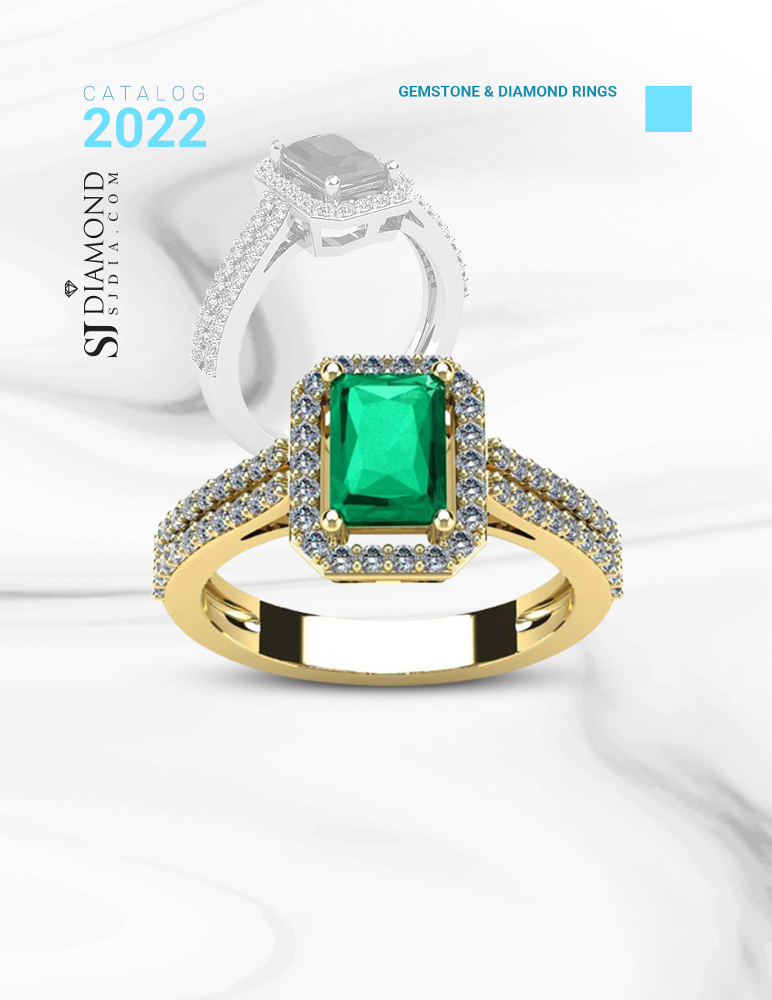 CATALOG
2022
GEMSTONE & DIAMOND RINGS
SJ DIAMOND
SJDIA.COM